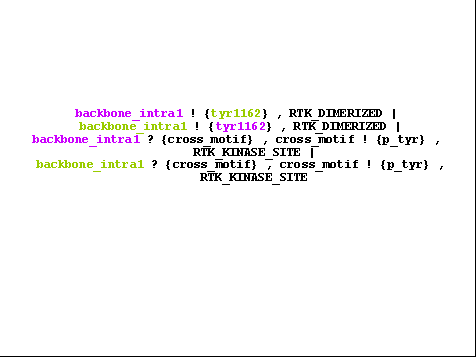 backbone_intra1 ! {tyr1162} , RTK_DIMERIZED |
backbone_intra1 ! {tyr1162} , RTK_DIMERIZED |
backbone_intra1 ? {cross_motif} , cross_motif ! {p_tyr} ,
RTK_KINASE_SITE |
backbone_intra1 ? {cross_motif} , cross_motif ! {p_tyr} ,
RTK_KINASE_SITE